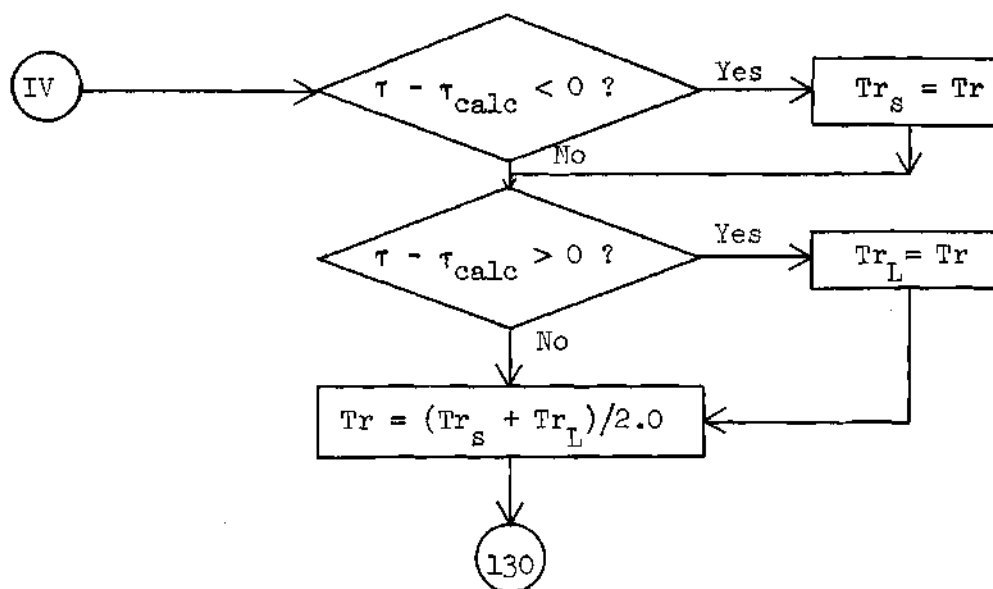 IV
τ - τcalc < 0 ?
Yes
Trs = Tr
No
τ - τcalc > 0 ?
Yes
TrL = Tr
No
Tr = (Trs + TrL)/2.0
130